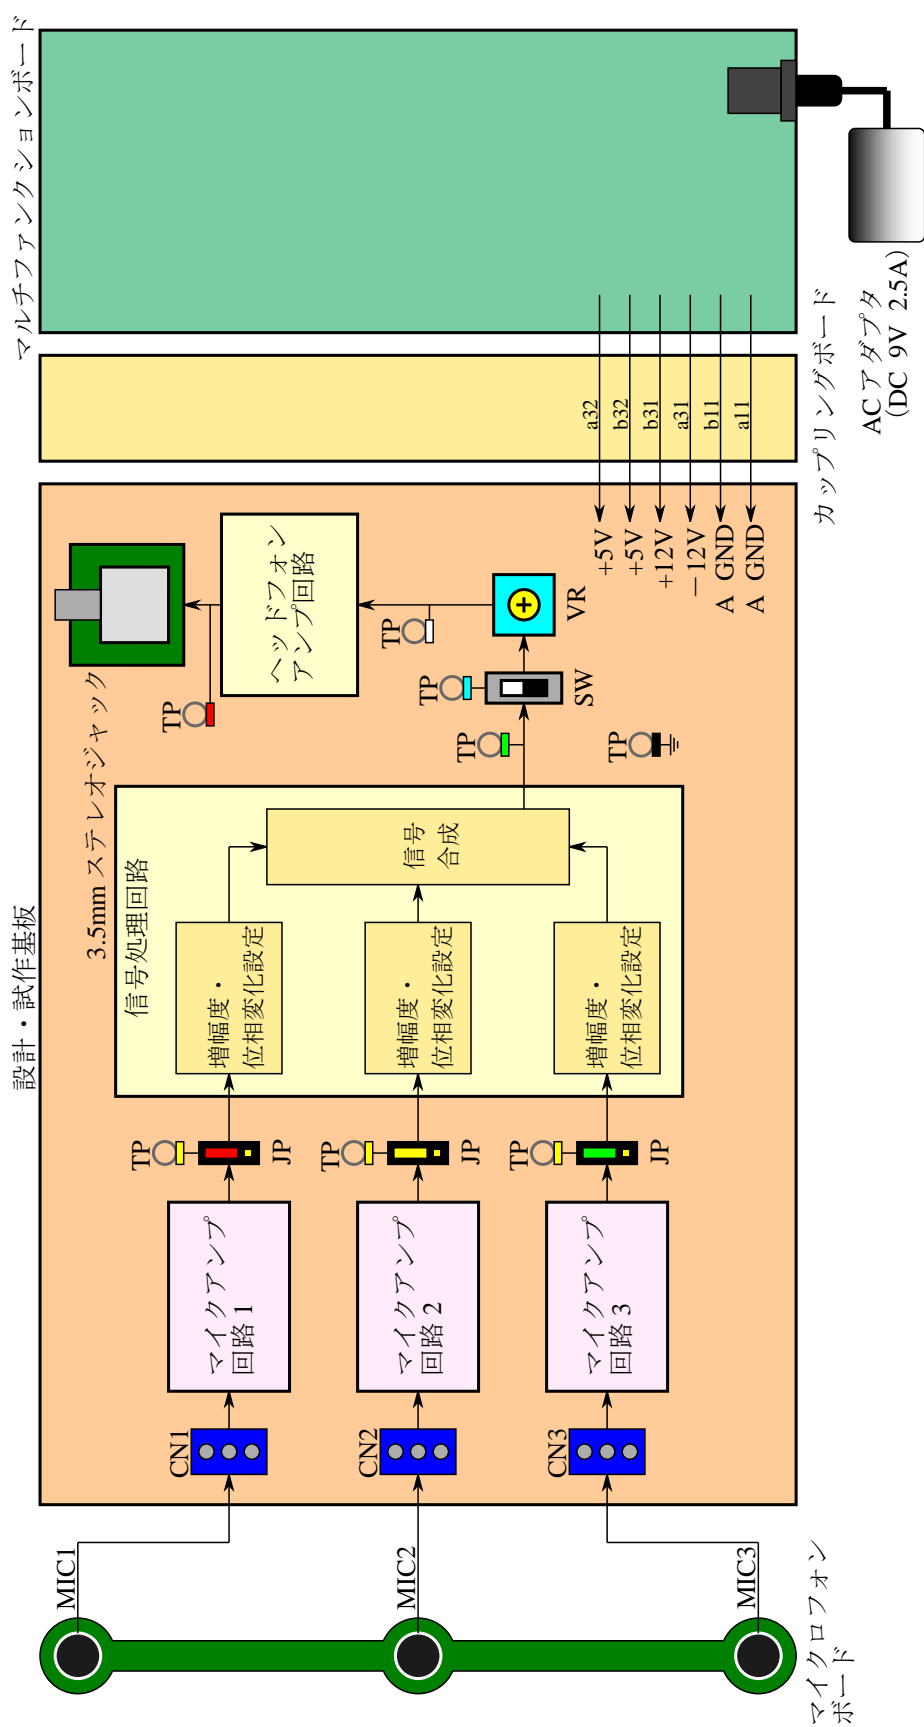 マイクロフォン
ボード
MIC1
MIC2
MIC3
設計・試作基板
CN1
CN2
CN3
マイクアンプ
回路 1
マイクアンプ
回路 2
マイクアンプ
回路 3
TP
JP
TP
JP
TP
JP
信号処理回路
増幅度・
位相変化設定
増幅度・
位相変化設定
増幅度・
位相変化設定
信号
合成
3.5mm ステレオジャック
TP
TP
TP
TP
TP
SW
VR
ヘッドフォン
アンプ回路
+5V
+5V
+12V
−12V
A GND
A GND
a32
b32
b31
a31
b11
a11
カップリングボード
マルチファンクションボード
ACアダプタ
(DC 9V 2.5A)